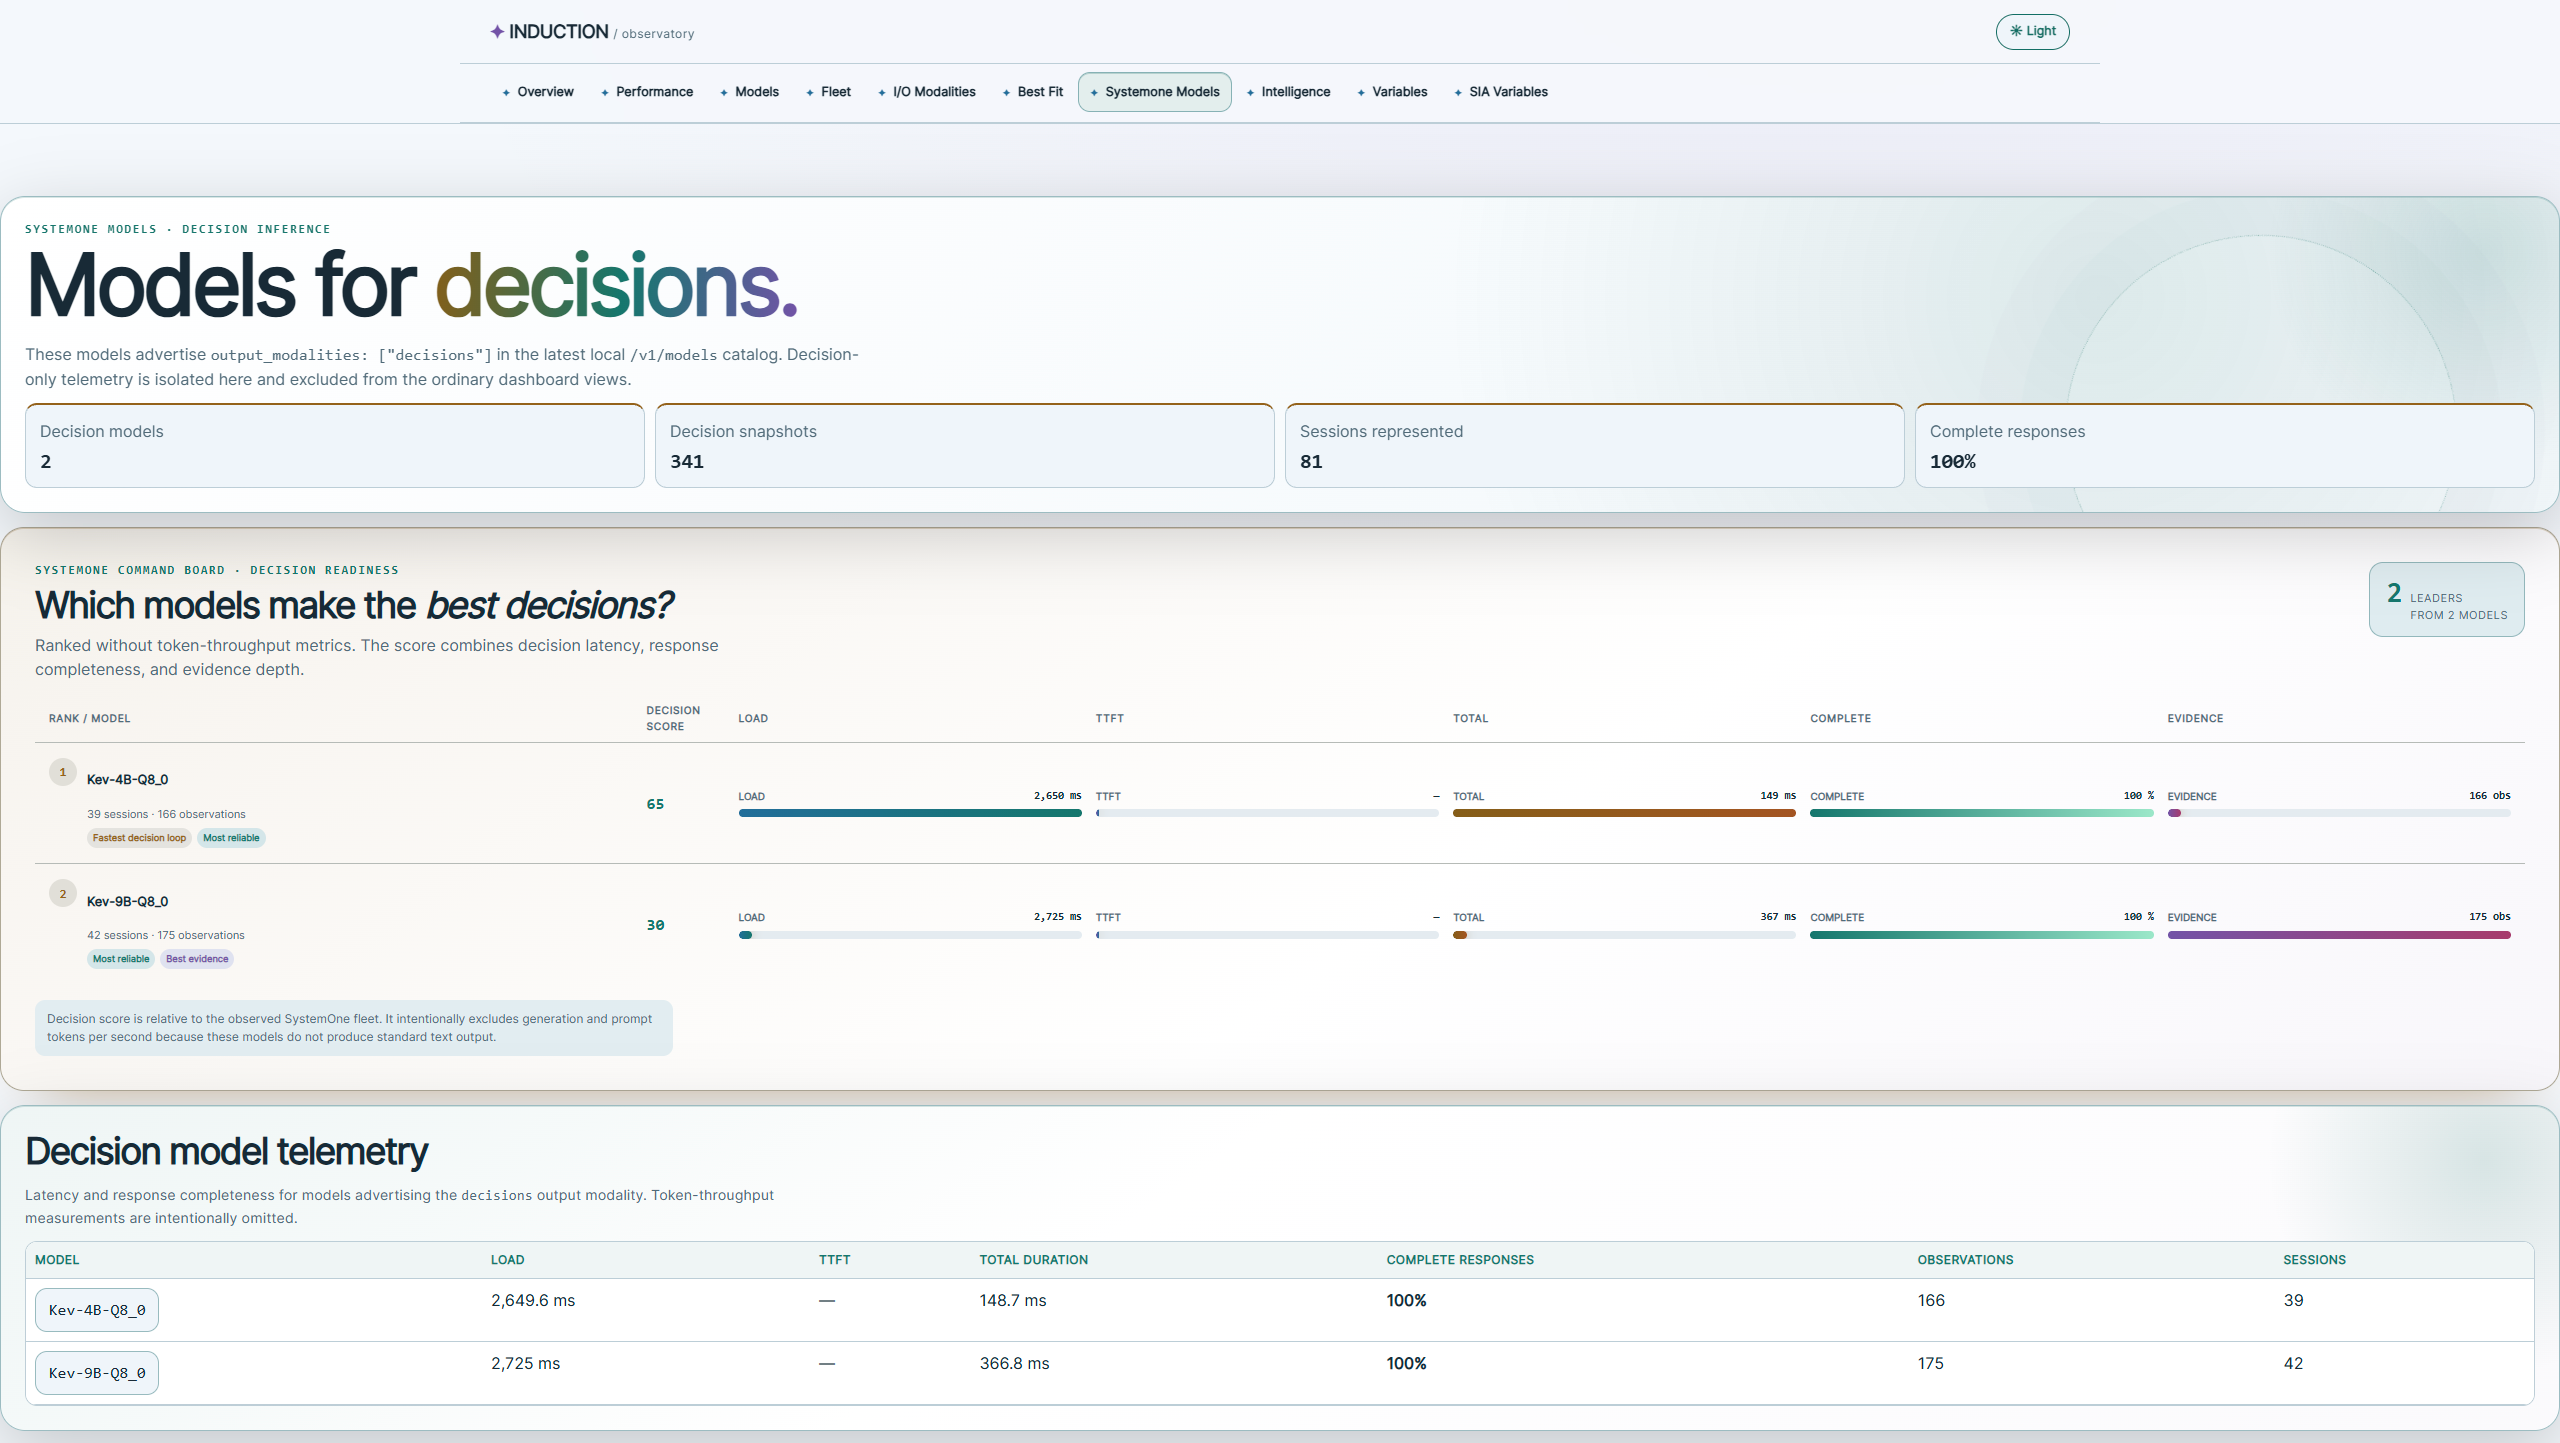 ✦ INDUCTION / observatory
☀ Light
✦ Overview ✦ Performance ✦ Models ✦ Fleet ✦ I/O Modalities ✦ Best Fit ✦ Systemone Models ✦ Intelligence ✦ Variables ✦ SIA Variables
SYSTEMONE MODELS · DECISION INFERENCE
Models for decisions.
These models advertise output_modalities: ["decisions"] in the latest local /v1/models catalog. Decision-
only telemetry is isolated here and excluded from the ordinary dashboard views.
Decision models
2
Decision snapshots
341
Sessions represented
81
Complete responses
100%
SYSTEMONE COMMAND BOARD · DECISION READINESS
Which models make the best decisions?
Ranked without token-throughput metrics. The score combines decision latency, response
completeness, and evidence depth.
2 LEADERS
FROM 2 MODELS
RANK / MODEL DECISION SCORE LOAD TTFT TOTAL COMPLETE EVIDENCE
1 Kev-4B-Q8_0
39 sessions · 166 observations
Fastest decision loop Most reliable
65
LOAD 2,650 ms TTFT — TOTAL 149 ms COMPLETE 100 % EVIDENCE 166 obs
2 Kev-9B-Q8_0
42 sessions · 175 observations
Most reliable Best evidence
30
LOAD 2,725 ms TTFT — TOTAL 367 ms COMPLETE 100 % EVIDENCE 175 obs
Decision score is relative to the observed SystemOne fleet. It intentionally excludes generation and prompt
tokens per second because these models do not produce standard text output.
Decision model telemetry
Latency and response completeness for models advertising the decisions output modality. Token-throughput
measurements are intentionally omitted.
MODEL LOAD TTFT TOTAL DURATION COMPLETE RESPONSES OBSERVATIONS SESSIONS
Kev-4B-Q8_0 2,649.6 ms — 148.7 ms 100% 166 39
Kev-9B-Q8_0 2,725 ms — 366.8 ms 100% 175 42